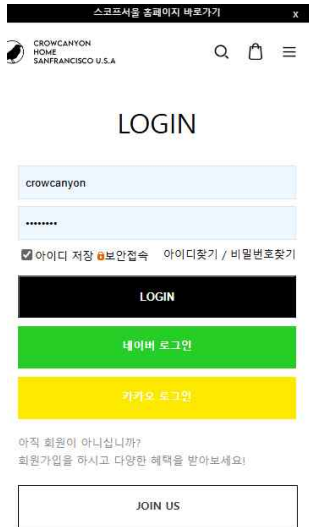 스코프서울 홈페이지 바로가기 x
CROWCANYON
HOME
SANFRANCISCO U.S.A
LOGIN
crowcanyon
••••••••
아이디 저장 보안접속 아이디찾기 / 비밀번호찾기
LOGIN
네이버 로그인
카카오 로그인
아직 회원이 아니십니까?
회원가입을 하시고 다양한 혜택을 받아보세요!
JOIN US